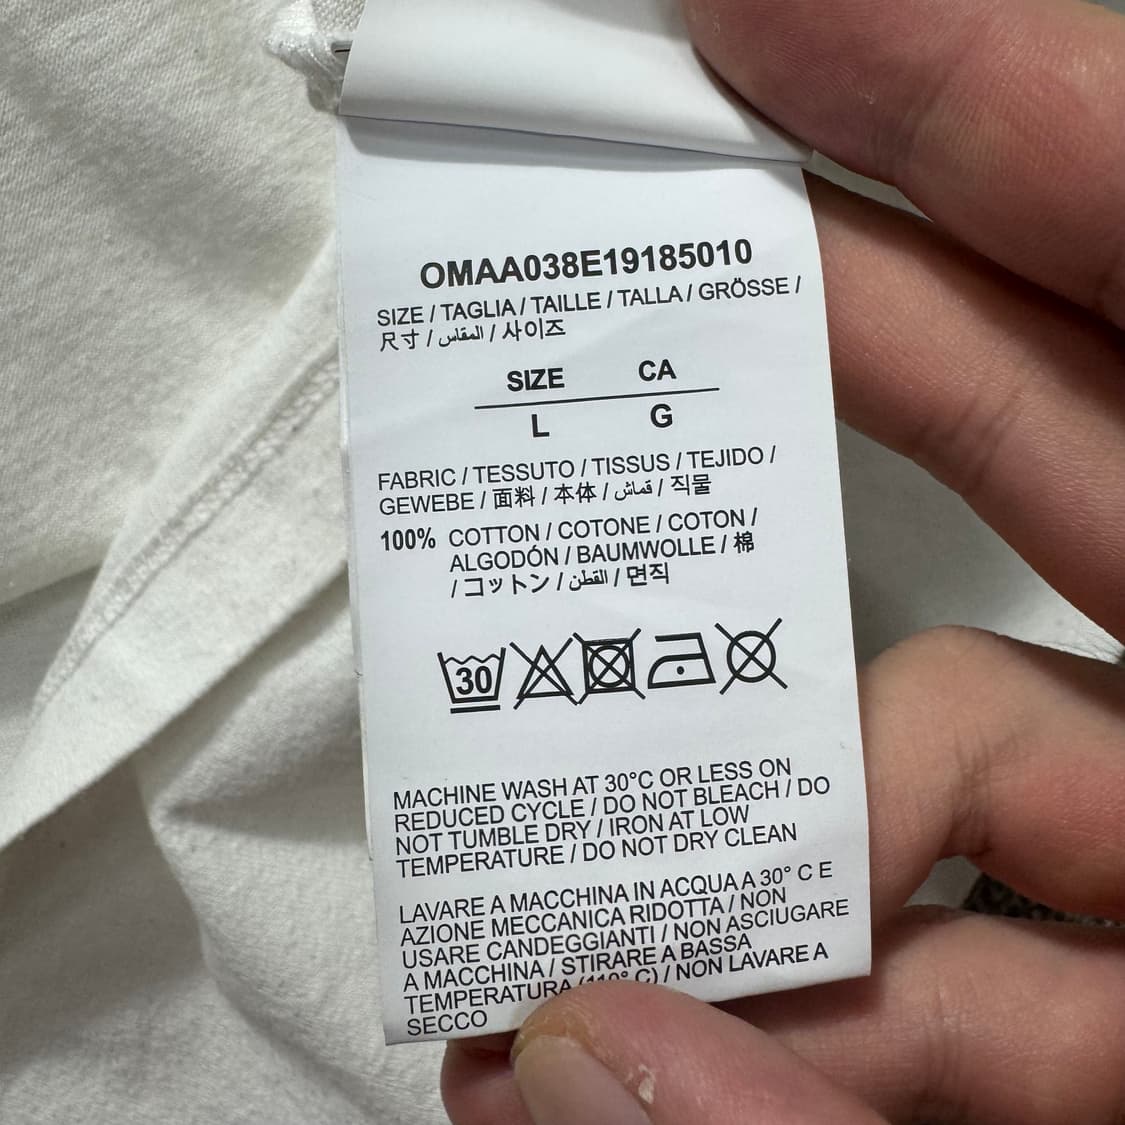 OMAA038E19185010
SIZE / TAGLIA / TAILLE / TALLA / GRÖSSE /
尺寸 / المقاس / 사이즈
SIZE CA
L G
FABRIC / TESSUTO / TISSUS / TEJIDO /
GEWEBE / 面料 / 本体 / قماش / 직물
100% COTTON / COTONE / COTON /
ALGODÓN / BAUMWOLLE / 棉
/ コットン / القطن / 면직
30
MACHINE WASH AT 30°C OR LESS ON
REDUCED CYCLE / DO NOT BLEACH / DO
NOT TUMBLE DRY / IRON AT LOW
TEMPERATURE / DO NOT DRY CLEAN
LAVARE A MACCHINA IN ACQUA A 30° C E
AZIONE MECCANICA RIDOTTA / NON
USARE CANDEGGIANTI / NON ASCIUGARE
A MACCHINA / STIRARE A BASSA
TEMPERATURA (110° C) / NON LAVARE A
SECCO